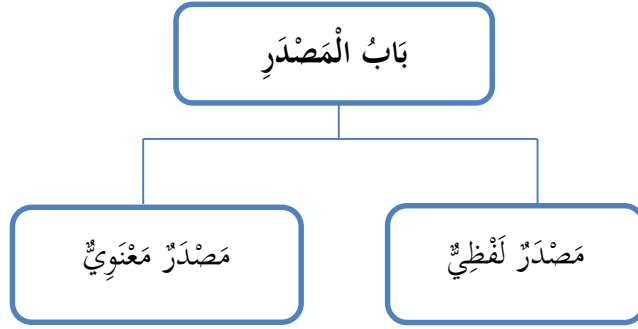 بَابُ الْمَصْدَرِ
مَصْدَرٌ لَفْظِيٌّ
مَصْدَرٌ مَعْنَوِيٌّ